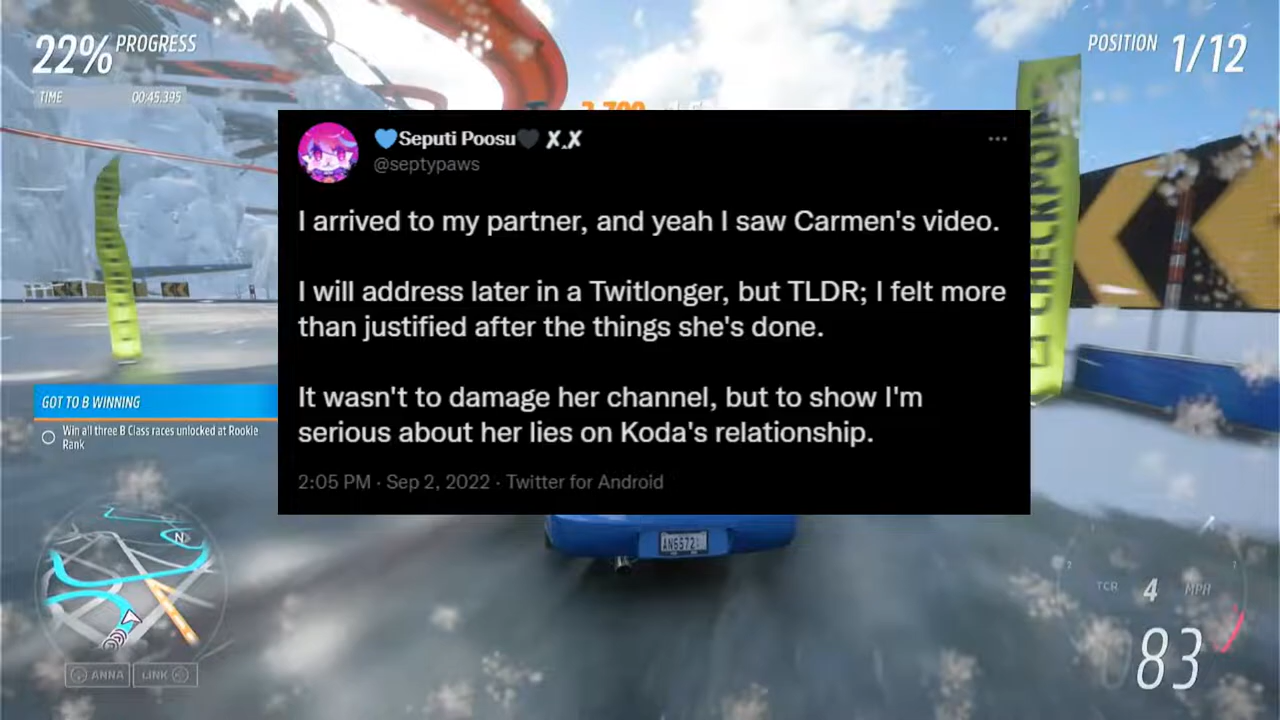 22% PROGRESS
TIME 00:45.395
POSITION 1/12
💙Seputi Poosu🖤 X_X
@septypaws
I arrived to my partner, and yeah I saw Carmen's video.
I will address later in a Twitlonger, but TLDR; I felt more
than justified after the things she's done.
It wasn't to damage her channel, but to show I'm
serious about her lies on Koda's relationship.
2:05 PM · Sep 2, 2022 · Twitter for Android
CHECKPOINT
GOT TO B WINNING
Win all three B Class races unlocked at Rookie
Rank
N
ANNA LINK
TCR 4 MPH
83